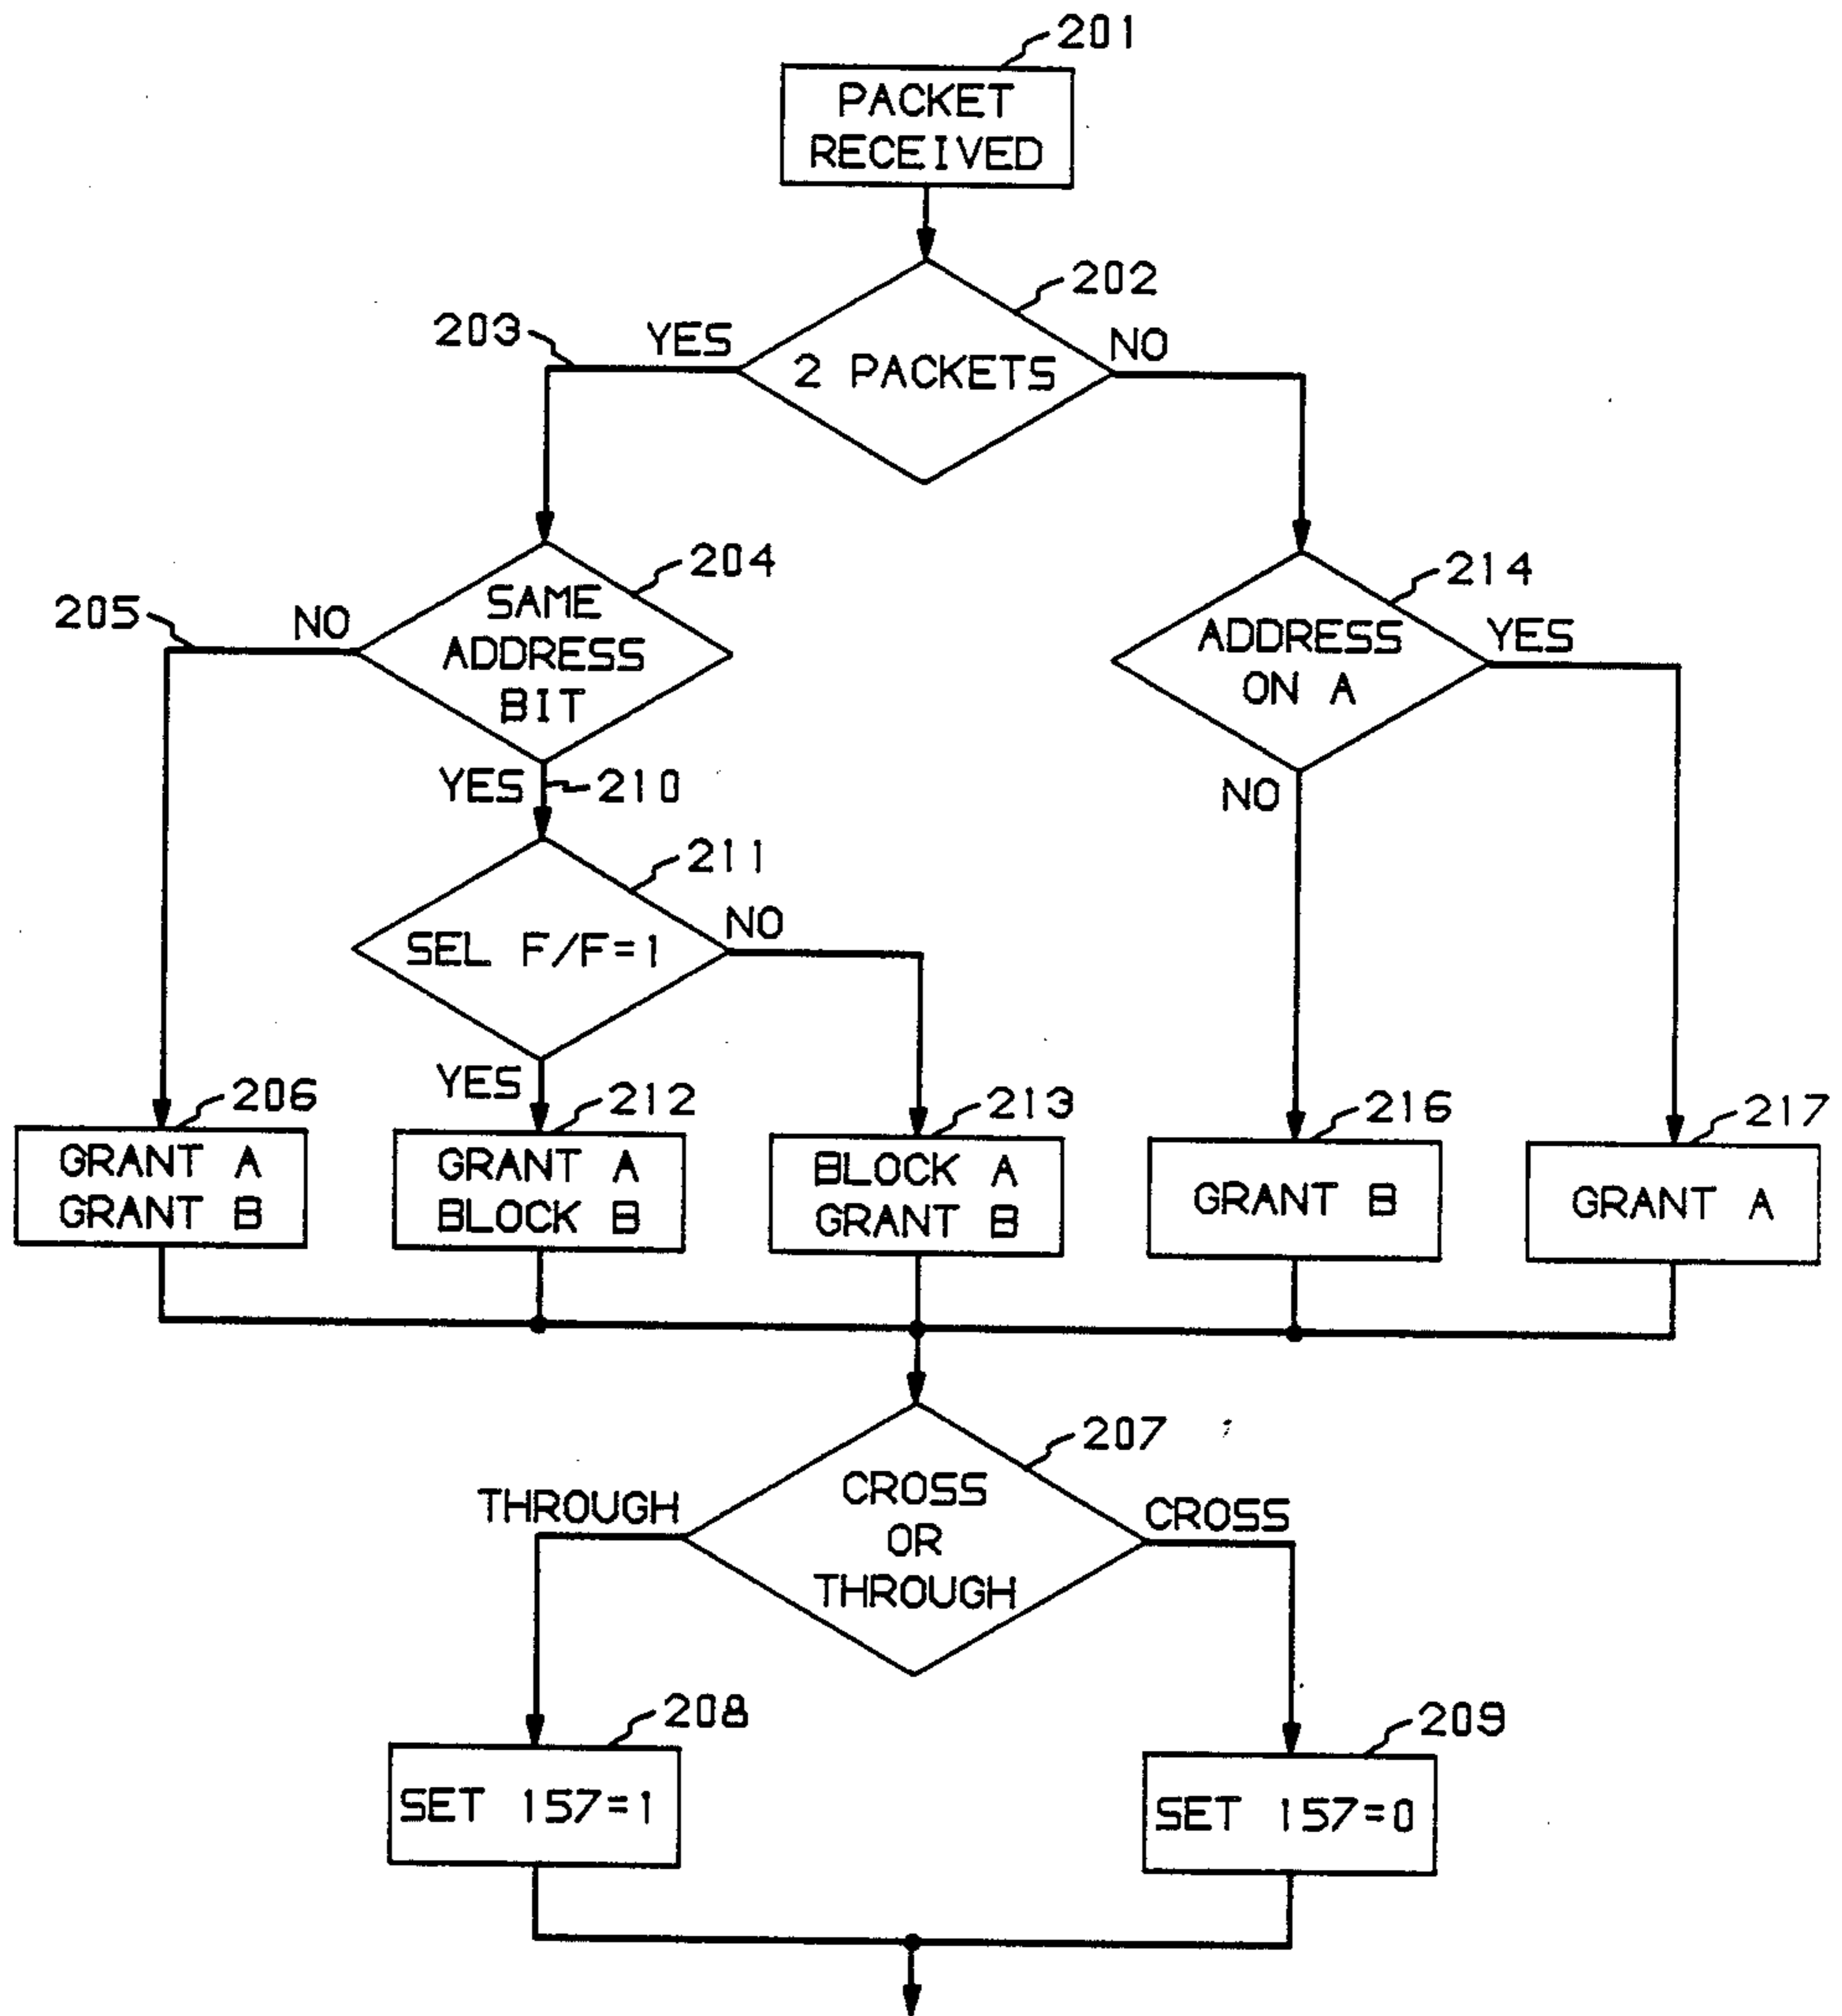 201
PACKET
RECEIVED
202
203
YES
NO
2 PACKETS
204
214
205
NO
SAME
ADDRESS
BIT
ADDRESS
ON A
YES
YES
210
NO
211
SEL F/F=1
NO
YES
206
212
213
216
217
GRANT A
GRANT B
GRANT A
BLOCK B
BLOCK A
GRANT B
GRANT B
GRANT A
207
THROUGH
CROSS
OR
THROUGH
CROSS
208
209
SET 157=1
SET 157=0